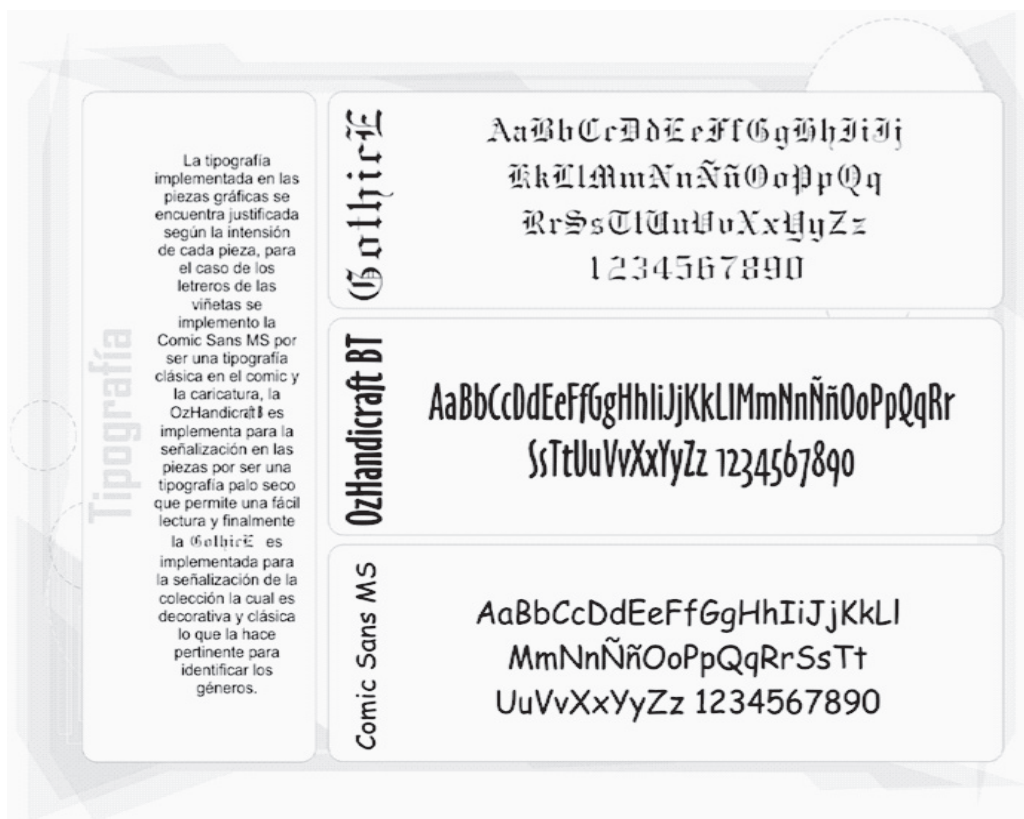 Tipografía
La tipografía
implementada en las
piezas gráficas se
encuentra justificada
según la intensión
de cada pieza, para
el caso de los
letreros de las
viñetas se
implemento la
Comic Sans MS por
ser una tipografía
clásica en el comic y
la caricatura, la
OzHandicraft B es
implementa para la
señalización en las
piezas por ser una
tipografía palo seco
que permite una fácil
lectura y finalmente
la GothicE es
implementada para
la señalización de la
colección la cual es
decorativa y clásica
lo que la hace
pertinente para
identificar los
géneros.
GothicE
AaBbCcDdEeFfGgHhIiJj
KkLlMmNnÑñOoPpQq
RrSsTtUuVvXxYyZz
1234567890
OzHandicraft BT
AaBbCcDdEeFfGgHhIiJjKkLlMmNnÑñOoPpQqRr
SsTtUuVvXxYyZz 1234567890
Comic Sans MS
AaBbCcDdEeFfGgHhIiJjKkLl
MmNnÑñOoPpQqRrSsTt
UuVvXxYyZz 1234567890